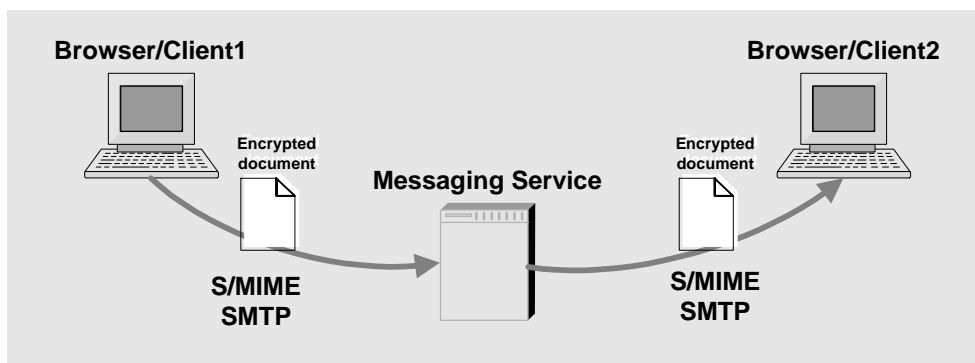 Browser/Client1
Browser/Client2
Encrypted
document
Encrypted
document
Messaging Service
S/MIME
SMTP
S/MIME
SMTP